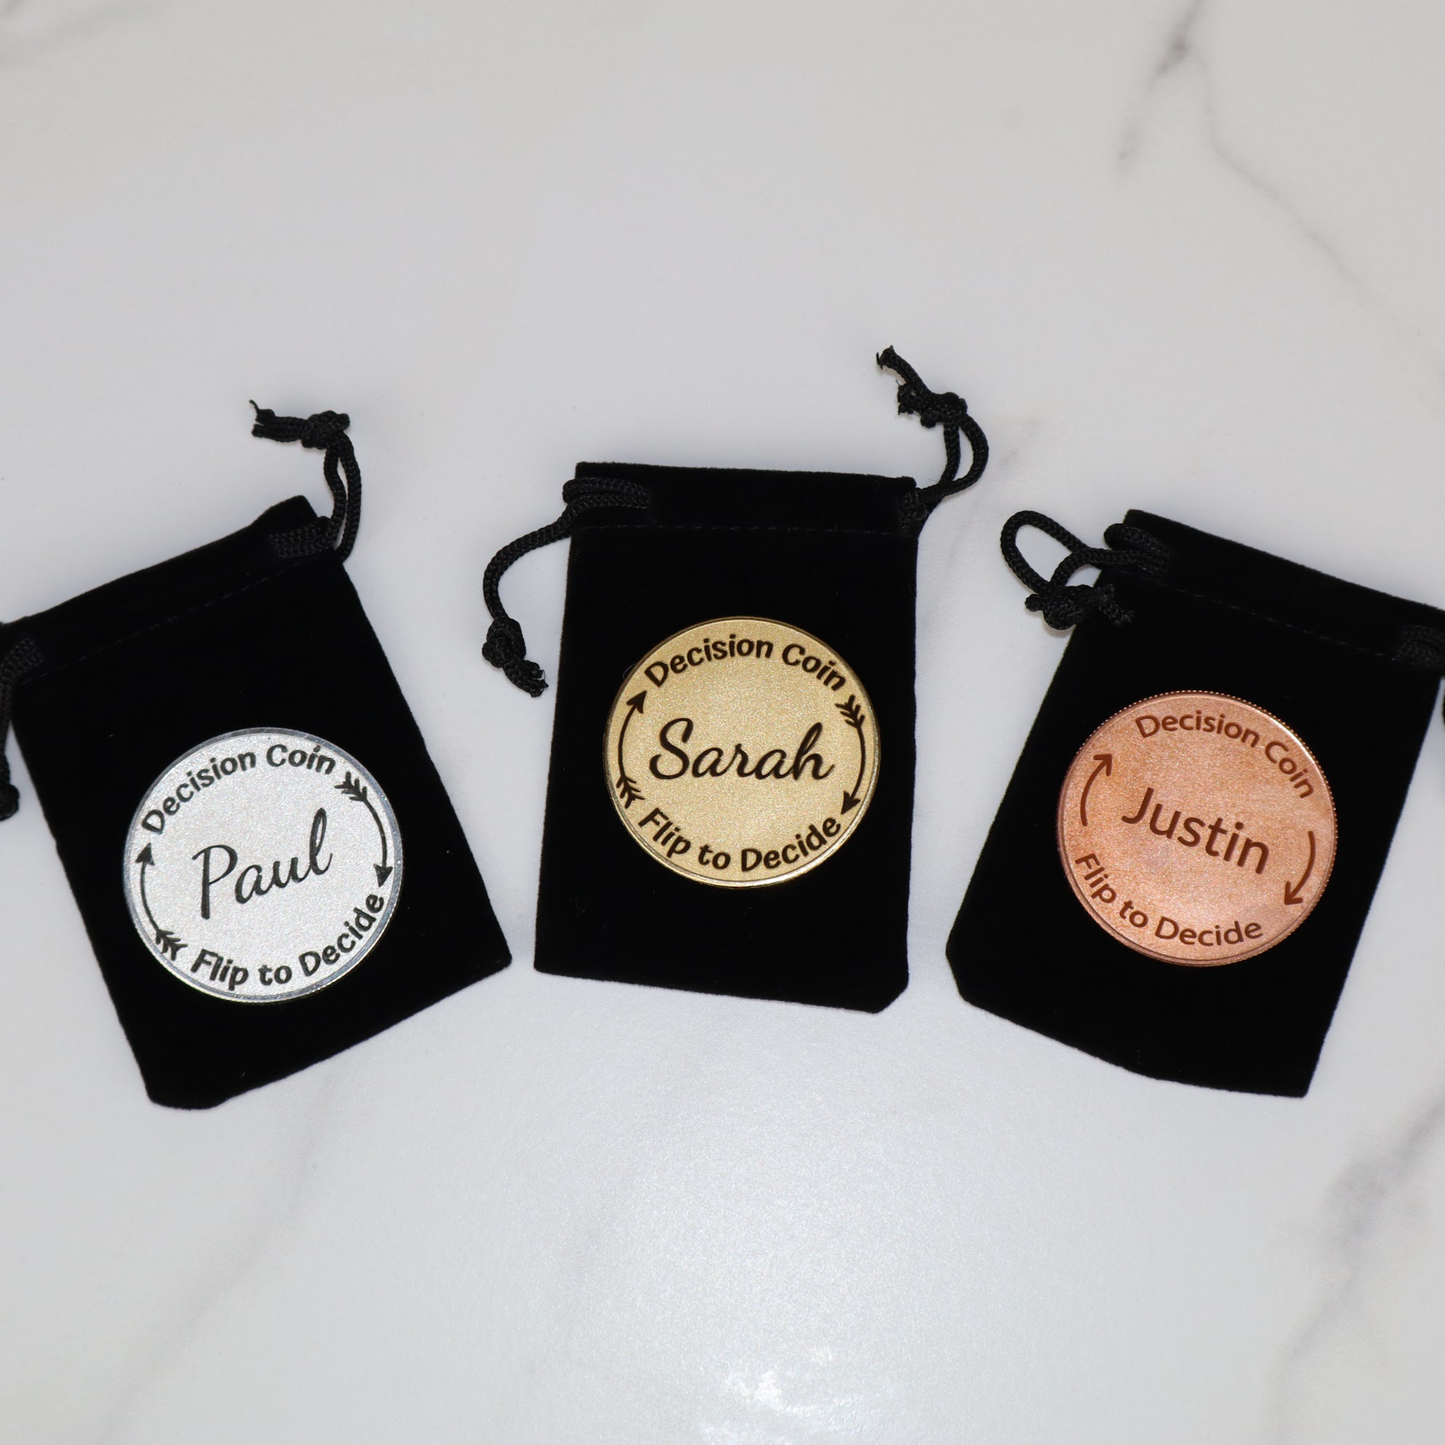 Decision Coin
Paul
Flip to Decide
Decision Coin
Sarah
Flip to Decide
Decision Coin
Justin
Flip to Decide